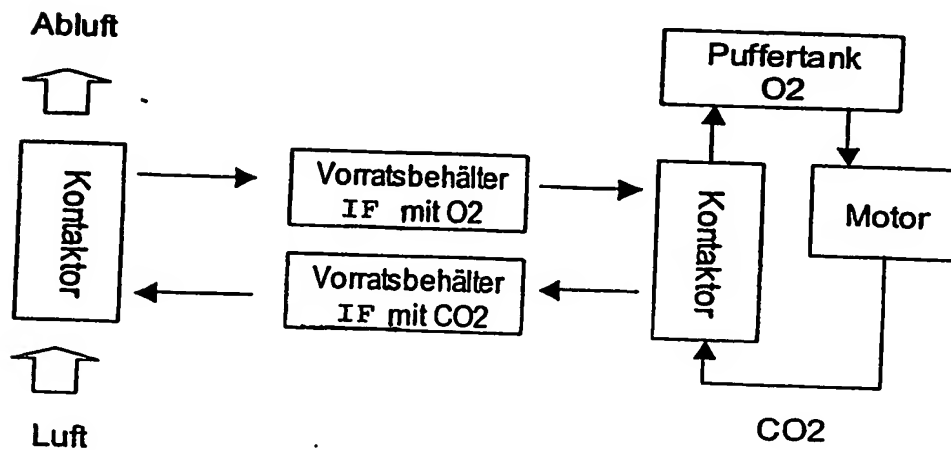 Abluft
Puffertank
O2
Kontaktor
Vorratsbehälter
IF mit O2
Kontaktor
Motor
Vorratsbehälter
IF mit CO2
Luft
CO2